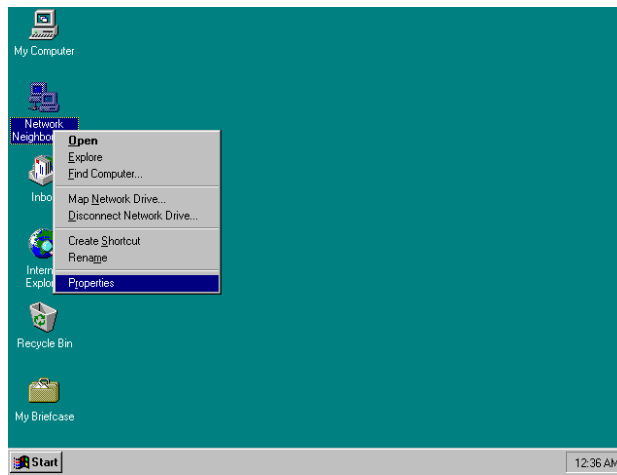 My Computer
Network
Neighbo
Open
Explore
Find Computer...
Inbo
Map Network Drive...
Disconnect Network Drive...
Create Shortcut
Rename
Intern
Explo
Properties
Recycle Bin
My Briefcase
Start
12:36 AM